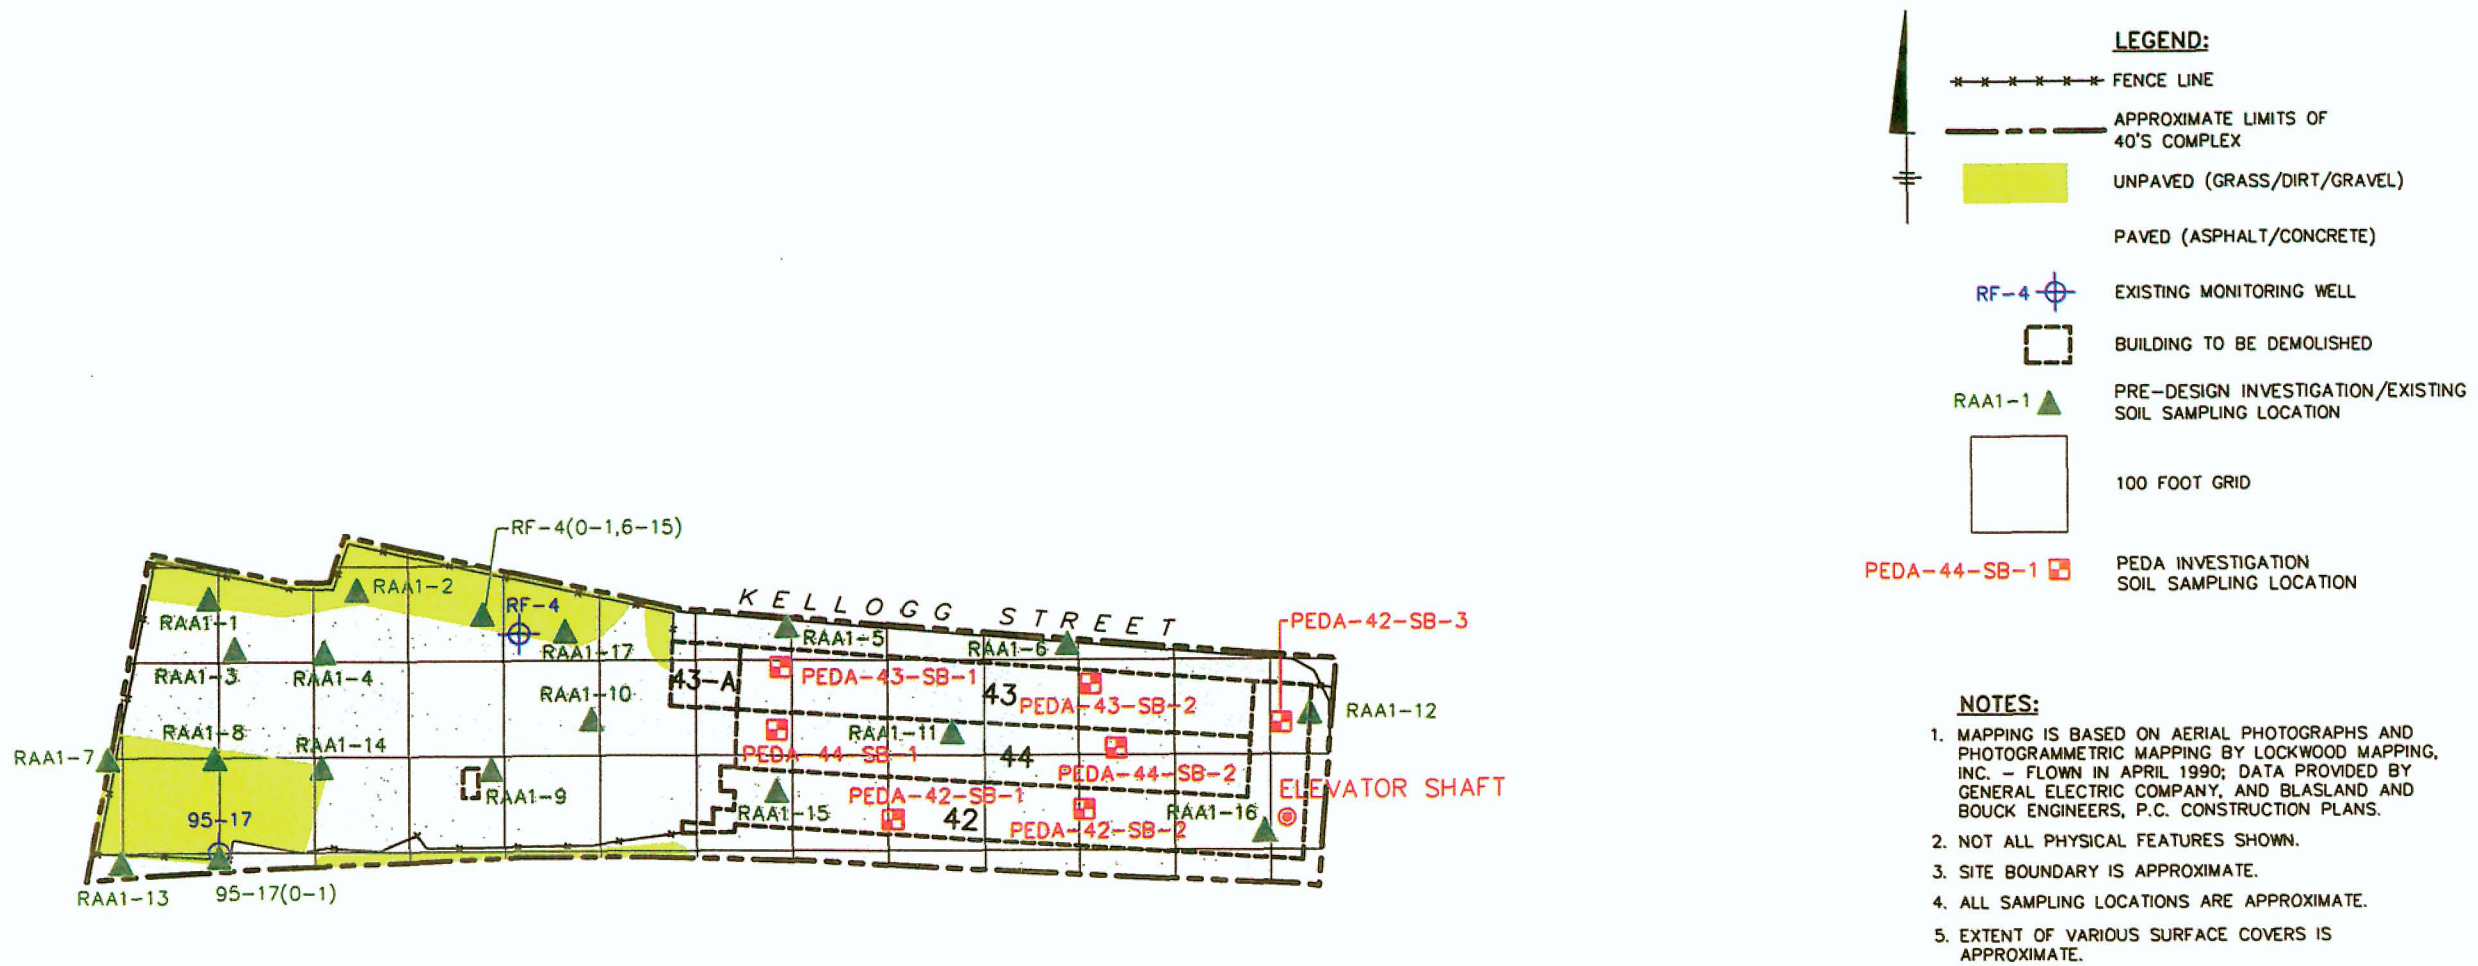 LEGEND:
FENCE LINE
APPROXIMATE LIMITS OF
40'S COMPLEX
UNPAVED (GRASS/DIRT/GRAVEL)
PAVED (ASPHALT/CONCRETE)
RF-4
EXISTING MONITORING WELL
BUILDING TO BE DEMOLISHED
RAA1-1
PRE-DESIGN INVESTIGATION/EXISTING
SOIL SAMPLING LOCATION
100 FOOT GRID
PEDA-44-SB-1
PEDA INVESTIGATION
SOIL SAMPLING LOCATION
RF-4(0-1,6-15)
RAA1-2
RF-4
KELLOGG STREET
RAA1-1
RAA1-5
RAA1-6
PEDA-42-SB-3
RAA1-17
RAA1-3
RAA1-4
43-A
PEDA-43-SB-1
43
PEDA-43-SB-2
RAA1-10
RAA1-12
RAA1-8
RAA1-14
RAA1-11
RAA1-7
PEDA-44-SB-1
44
PEDA-44-SB-2
ELEVATOR SHAFT
RAA1-9
PEDA-42-SB-1
RAA1-15
RAA1-16
95-17
42
PEDA-42-SB-2
RAA1-13
95-17(0-1)
NOTES:
1. MAPPING IS BASED ON AERIAL PHOTOGRAPHS AND
PHOTOGRAMMETRIC MAPPING BY LOCKWOOD MAPPING,
INC. - FLOWN IN APRIL 1990; DATA PROVIDED BY
GENERAL ELECTRIC COMPANY, AND BLASLAND AND
BOUCK ENGINEERS, P.C. CONSTRUCTION PLANS.
2. NOT ALL PHYSICAL FEATURES SHOWN.
3. SITE BOUNDARY IS APPROXIMATE.
4. ALL SAMPLING LOCATIONS ARE APPROXIMATE.
5. EXTENT OF VARIOUS SURFACE COVERS IS
APPROXIMATE.